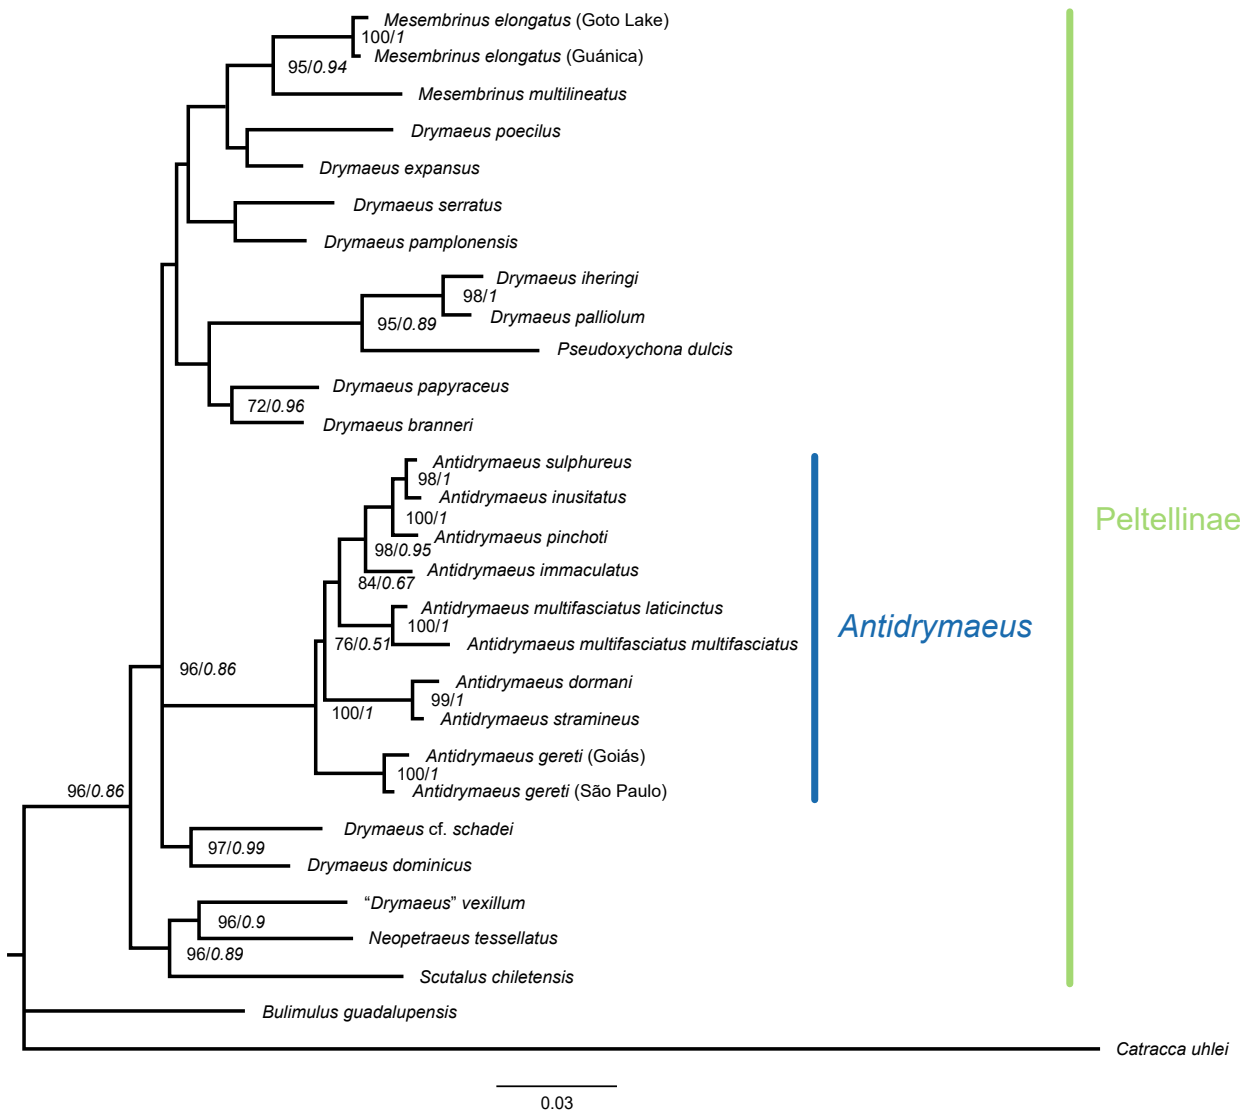 Mesembrinus elongatus (Goto Lake)
100/1
Mesembrinus elongatus (Guánica)
95/0.94
Mesembrinus multilineatus
Drymaeus poecilus
Drymaeus expansus
Drymaeus serratus
Drymaeus pamplonensis
Drymaeus iheringi
98/1
Drymaeus palliolum
95/0.89
Pseudoxychona dulcis
Drymaeus papyraceus
72/0.96
Drymaeus branneri
Antidrymaeus sulphureus
98/1
Antidrymaeus inusitatus
100/1
Antidrymaeus pinchoti
98/0.95
Antidrymaeus immaculatus
84/0.67
Antidrymaeus multifasciatus laticinctus
100/1
76/0.51
Antidrymaeus multifasciatus multifasciatus
96/0.86
Antidrymaeus dormani
99/1
100/1
Antidrymaeus stramineus
Antidrymaeus gereti (Goiás)
100/1
Antidrymaeus gereti (São Paulo)
96/0.86
Drymaeus cf. schadei
97/0.99
Drymaeus dominicus
“Drymaeus” vexillum
96/0.9
Neopetraeus tessellatus
96/0.89
Scutalus chiletensis
Bulimulus guadalupensis
Catracca uhlei
Antidrymaeus
Peltellinae
0.03